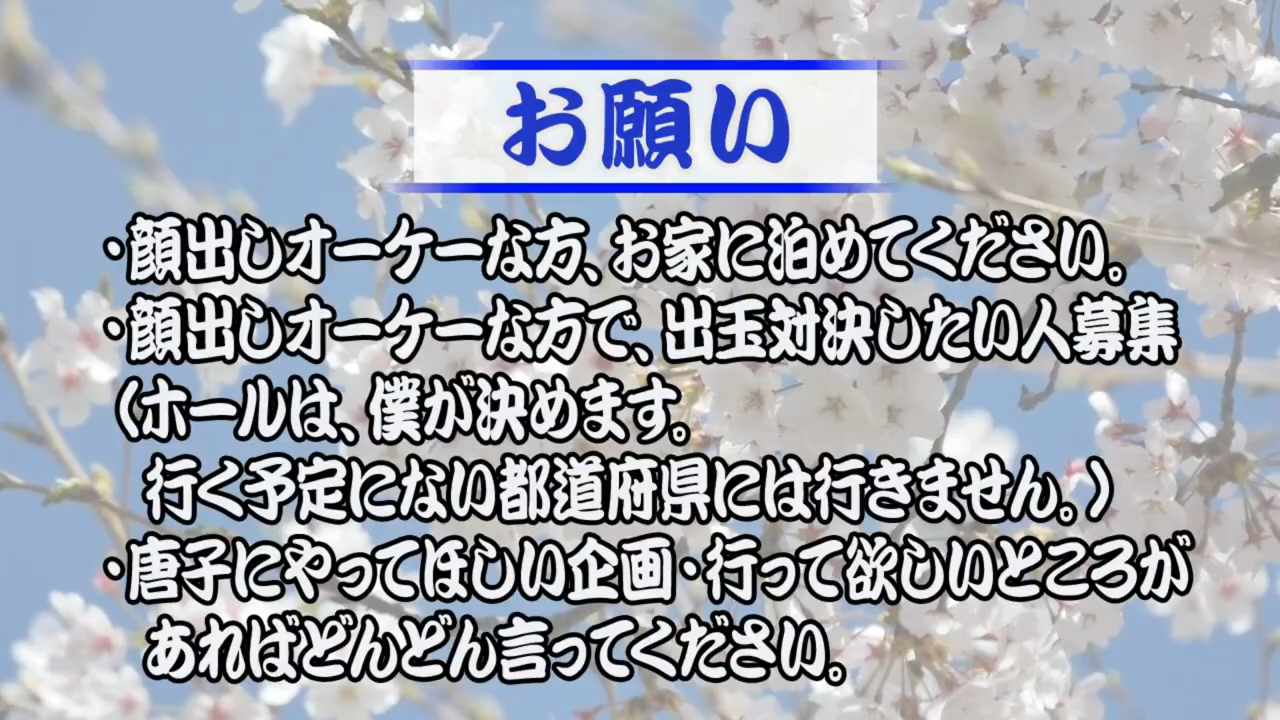 お願い
・顔出しオーケーな方、お家に泊めてください。
・顔出しオーケーな方で、出玉対決したい人募集
（ホールは、僕が決めます。
行く予定にない都道府県には行きません。）
・唐子にやってほしい企画・行って欲しいところが
あればどんどん言ってください。